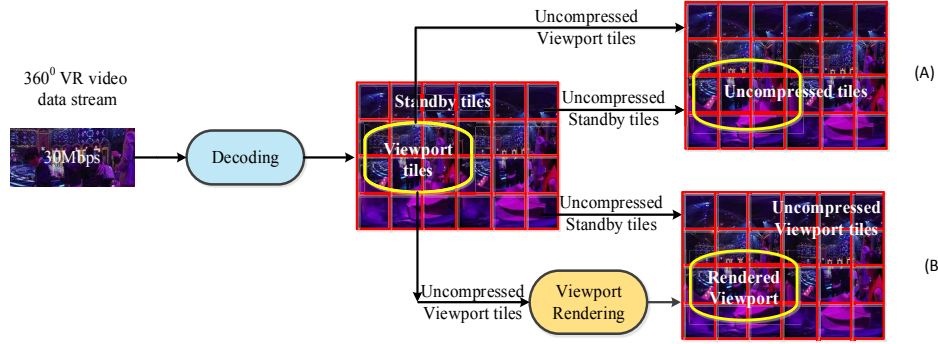 360⁰ VR video
data stream
30Mbps
Decoding
Standby tiles
Viewport
tiles
Uncompressed
Viewport tiles
Uncompressed
Standby tiles
Uncompressed tiles
(A)
Uncompressed
Standby tiles
Uncompressed
Viewport tiles
Viewport
Rendering
Uncompressed
Viewport tiles
Rendered
Viewport
(B